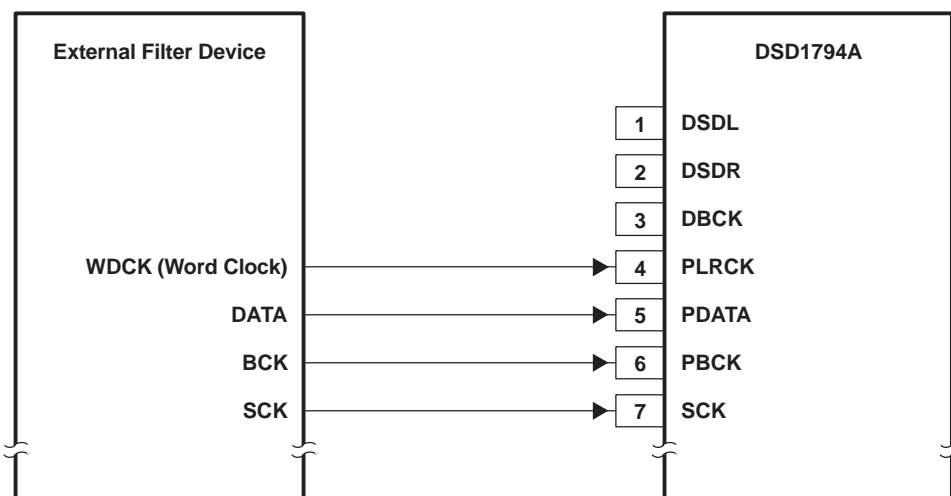 External Filter Device
DSD1794A
1 DSDL
2 DSDR
3 DBCK
WDCK (Word Clock) 4 PLRCK
DATA 5 PDATA
BCK 6 PBCK
SCK 7 SCK